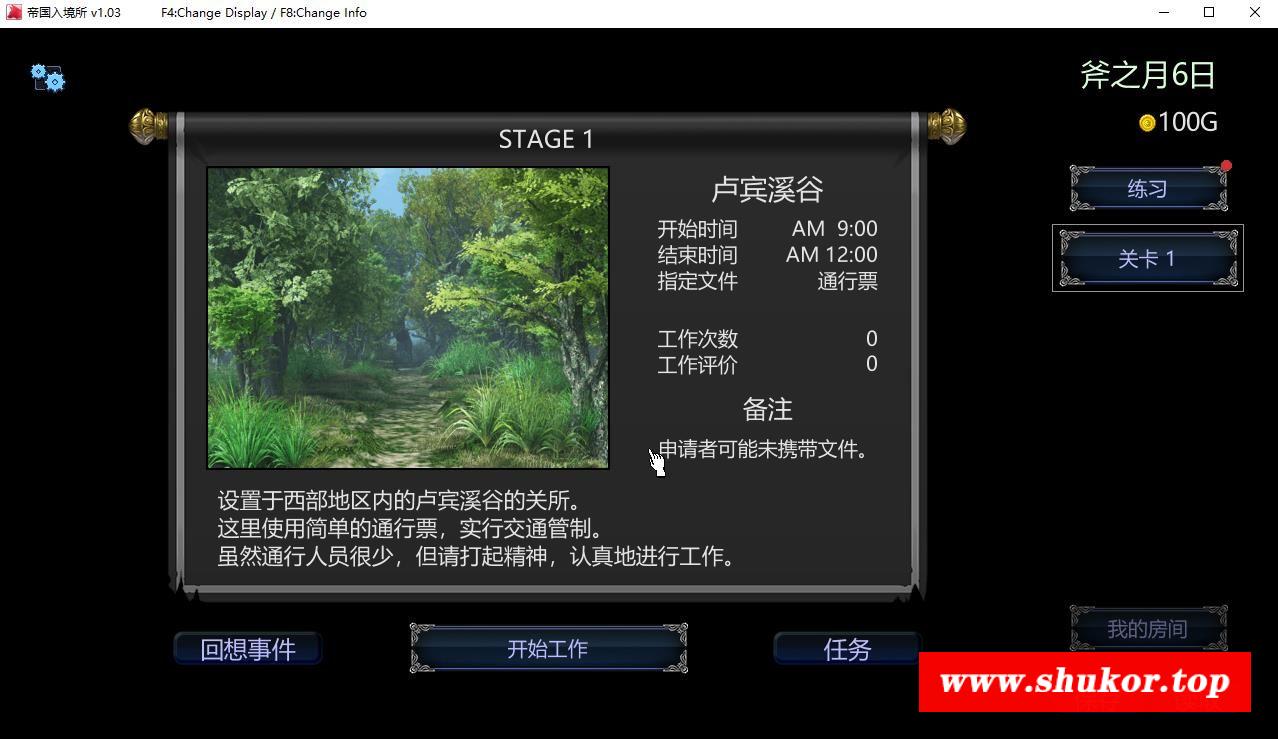 帝国入境所 v1.03 F4:Change Display / F8:Change Info
斧之月6日
100G
STAGE 1
卢宾溪谷
开始时间 AM 9:00
结束时间 AM 12:00
指定文件 通行票
工作次数 0
工作评价 0
备注
申请者可能未携带文件。
设置于西部地区内的卢宾溪谷的关所。
这里使用简单的通行票，实行交通管制。
虽然通行人员很少，但请打起精神，认真地进行工作。
练习
关卡 1
回想事件 开始工作 任务
我的房间
www.shukor.top